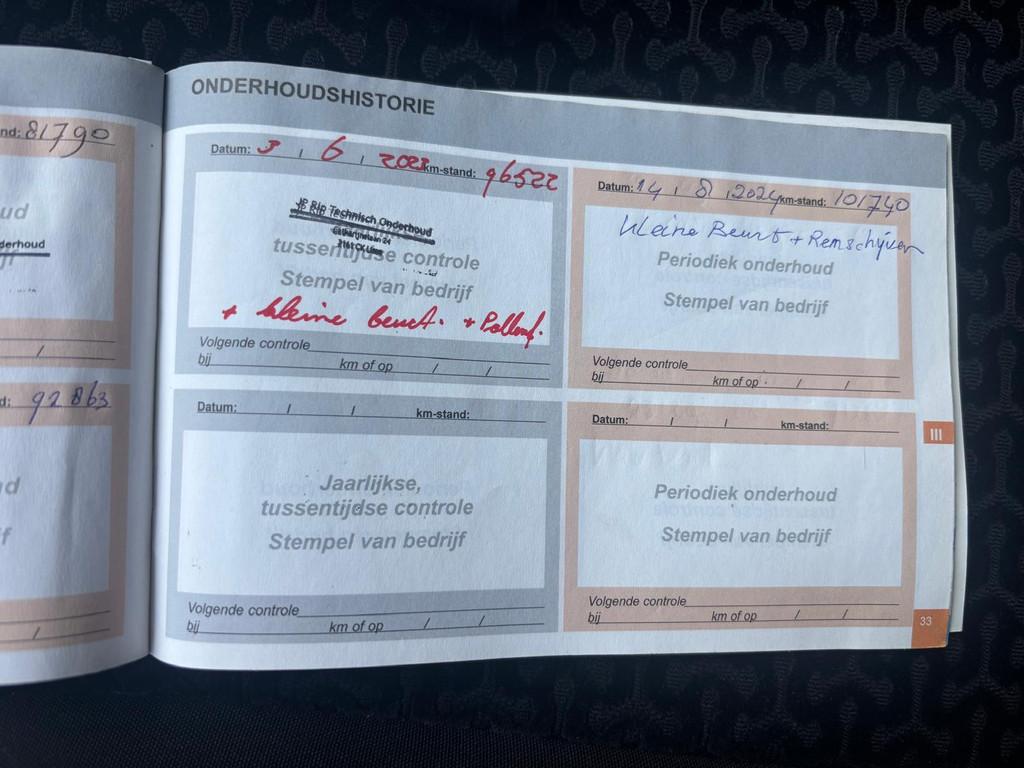 nd: 81790
ud
derhoud
jf
/
d: 92863
nd
f
/
ONDERHOUDSHISTORIE
Datum: 3 / 6 / 2023 km-stand: 96522
JB Rip Technisch Onderhoud
tussentijdse controle
Stempel van bedrijf
+ kleine beurt. + Pollenf.
Volgende controle
bij km of op / /
Datum: 14 / 8 / 2024 km-stand: 101740
kleine Beurt + Remschijven
Periodiek onderhoud
Stempel van bedrijf
Volgende controle
bij km of op / /
Datum: / / km-stand:
Jaarlijkse,
tussentijdse controle
Stempel van bedrijf
Volgende controle
bij km of op / /
Datum: / / km-stand:
Periodiek onderhoud
Stempel van bedrijf
Volgende controle
bij km of op / /
III
33